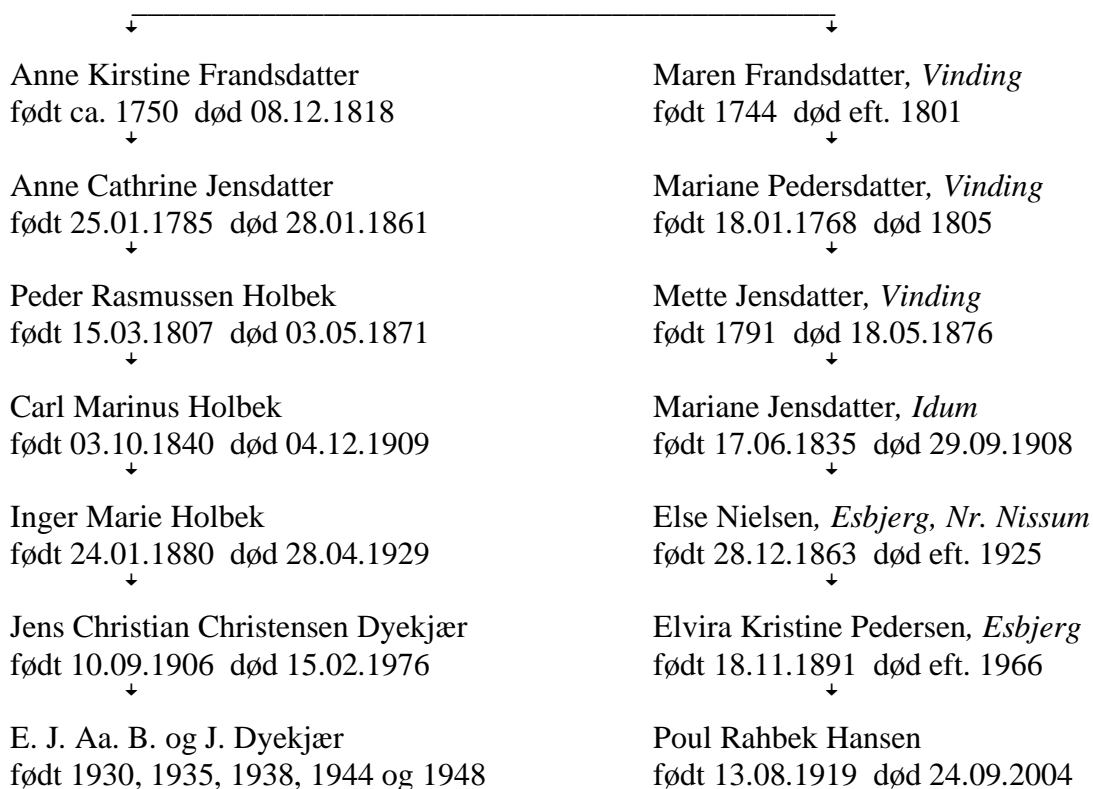 Anne Kirstine Frandsdatter
født ca. 1750 død 08.12.1818
Anne Cathrine Jensdatter
født 25.01.1785 død 28.01.1861
Peder Rasmussen Holbek
født 15.03.1807 død 03.05.1871
Carl Marinus Holbek
født 03.10.1840 død 04.12.1909
Inger Marie Holbek
født 24.01.1880 død 28.04.1929
Jens Christian Christensen Dyekjær
født 10.09.1906 død 15.02.1976
E. J. Aa. B. og J. Dyekjær
født 1930, 1935, 1938, 1944 og 1948
Maren Frandsdatter, Vinding
født 1744 død eft. 1801
Mariane Pedersdatter, Vinding
født 18.01.1768 død 1805
Mette Jensdatter, Vinding
født 1791 død 18.05.1876
Mariane Jensdatter, Idum
født 17.06.1835 død 29.09.1908
Else Nielsen, Esbjerg, Nr. Nissum
født 28.12.1863 død eft. 1925
Elvira Kristine Pedersen, Esbjerg
født 18.11.1891 død eft. 1966
Poul Rahbek Hansen
født 13.08.1919 død 24.09.2004